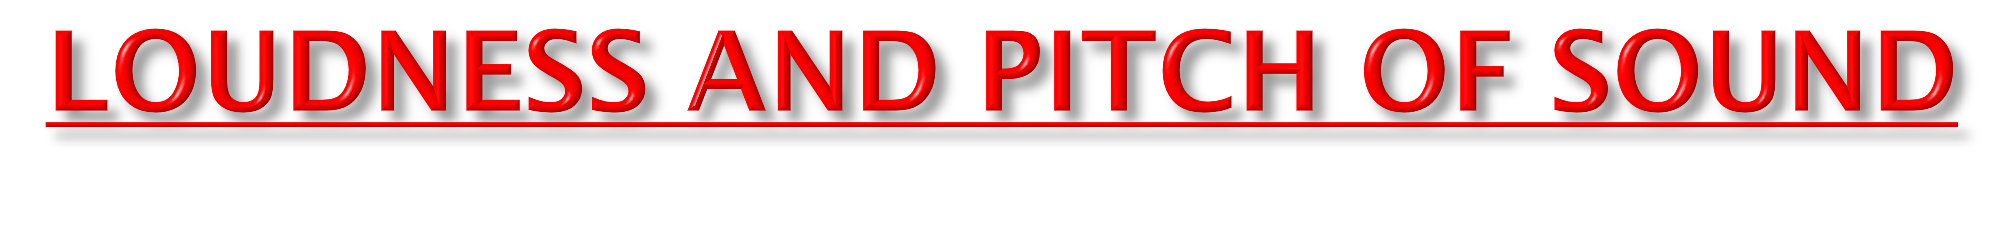 LOUDNESS AND PITCH OF SOUND